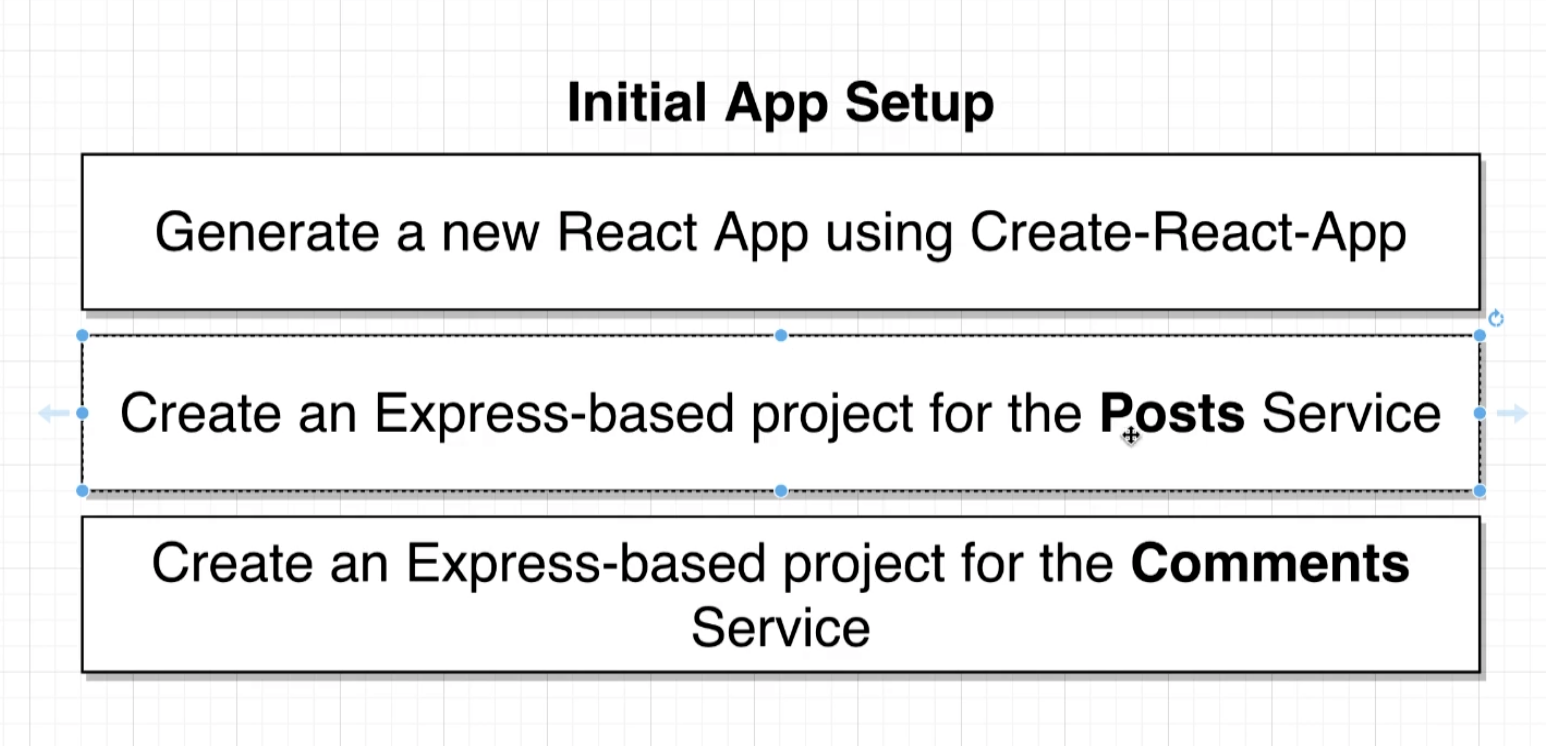 Initial App Setup
Generate a new React App using Create-React-App
Create an Express-based project for the Posts Service
Create an Express-based project for the Comments
Service